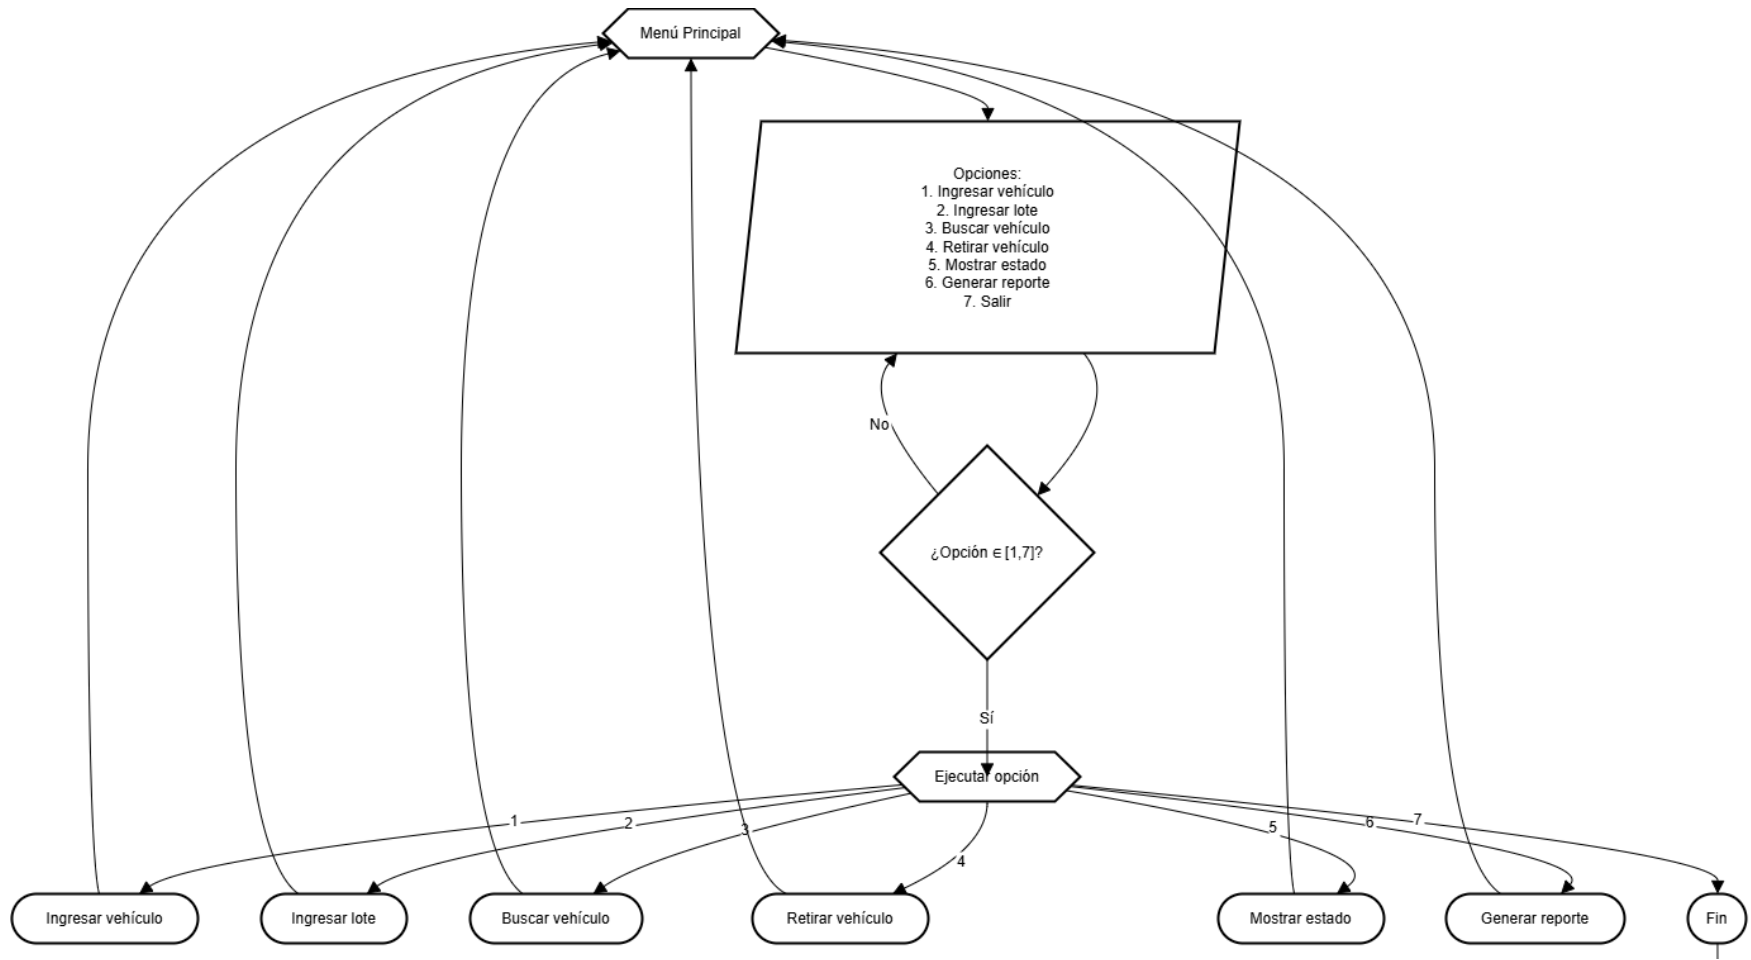 Menú Principal
Opciones:
1. Ingresar vehículo
2. Ingresar lote
3. Buscar vehículo
4. Retirar vehículo
5. Mostrar estado
6. Generar reporte
7. Salir
No
¿Opción ∈ [1,7]?
Sí
Ejecutar opción
1
2
3
4
5
6
7
Ingresar vehículo
Ingresar lote
Buscar vehículo
Retirar vehículo
Mostrar estado
Generar reporte
Fin